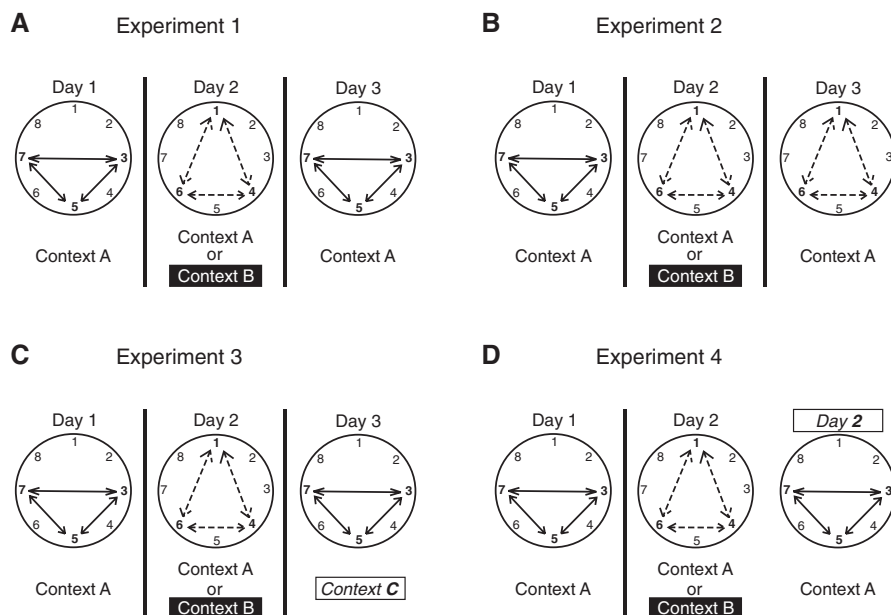 A Experiment 1
Day 1 Day 2 Day 3
1 2 3 4 5 6 7 8
1 2 3 4 5 6 7 8
1 2 3 4 5 6 7 8
Context A
Context A
or
Context B
Context A
B Experiment 2
Day 1 Day 2 Day 3
1 2 3 4 5 6 7 8
1 2 3 4 5 6 7 8
1 2 3 4 5 6 7 8
Context A
Context A
or
Context B
Context A
C Experiment 3
Day 1 Day 2 Day 3
1 2 3 4 5 6 7 8
1 2 3 4 5 6 7 8
1 2 3 4 5 6 7 8
Context A
Context A
or
Context B
Context C
D Experiment 4
Day 1 Day 2 Day 2
1 2 3 4 5 6 7 8
1 2 3 4 5 6 7 8
1 2 3 4 5 6 7 8
Context A
Context A
or
Context B
Context A